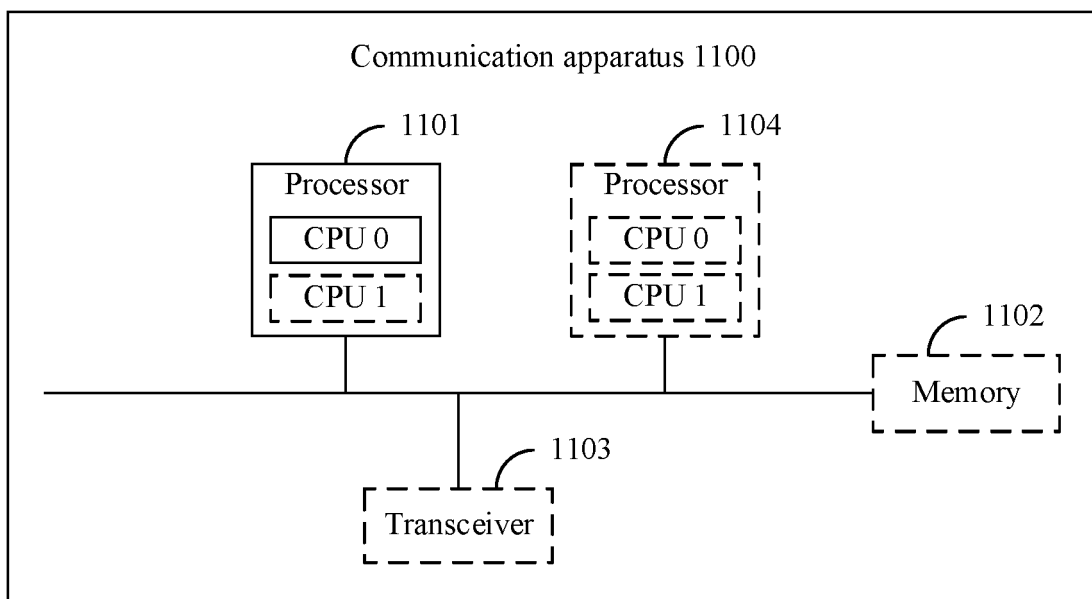 Communication apparatus 1100
1101
1104
Processor
CPU 0
CPU 1
Processor
CPU 0
CPU 1
1102
Memory
1103
Transceiver